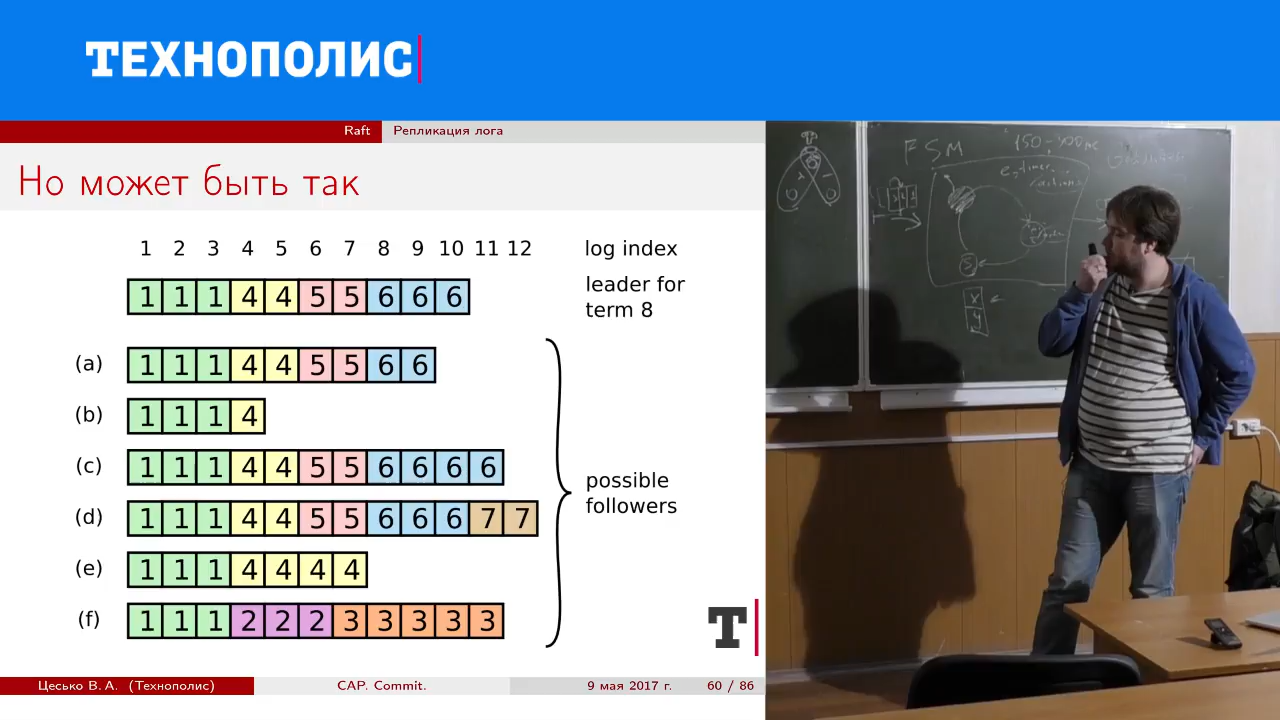 ТЕХНОПОЛИС
Raft Репликация лога
Но может быть так
1 2 3 4 5 6 7 8 9 10 11 12 log index
1 1 1 4 4 5 5 6 6 6 leader for
term 8
(a) 1 1 1 4 4 5 5 6 6
(b) 1 1 1 4
(c) 1 1 1 4 4 5 5 6 6 6 6
(d) 1 1 1 4 4 5 5 6 6 6 7 7
(e) 1 1 1 4 4 4 4
(f) 1 1 1 2 2 2 3 3 3 3 3
possible
followers
T
Цесько В. А. (Технополис) CAP. Commit. 9 мая 2017 г. 60 / 86
FSM
150-300
x
y